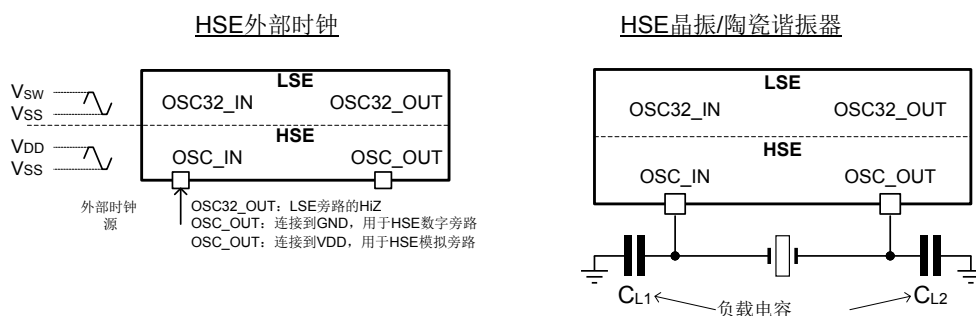 HSE外部时钟
VSW
VSS
VDD
VSS
外部时钟
源
LSE
OSC32_IN OSC32_OUT
HSE
OSC_IN OSC_OUT
OSC32_OUT：LSE旁路的HiZ
OSC_OUT：连接到GND，用于HSE数字旁路
OSC_OUT：连接到VDD，用于HSE模拟旁路
HSE晶振/陶瓷谐振器
LSE
OSC32_IN OSC32_OUT
HSE
OSC_IN OSC_OUT
CL1 负载电容 CL2